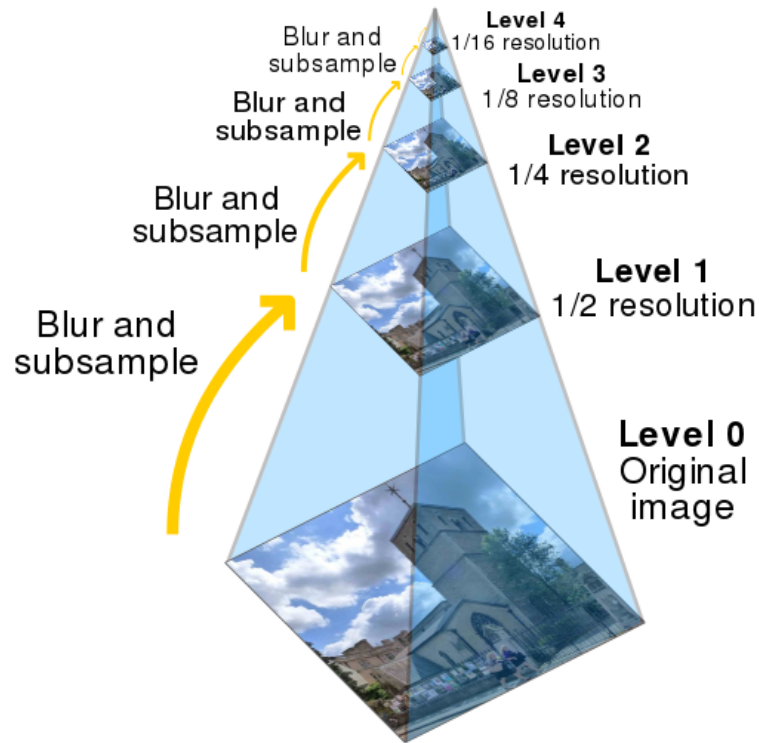 Level 4
1/16 resolution
Blur and
subsample
Level 3
1/8 resolution
Blur and
subsample
Level 2
1/4 resolution
Blur and
subsample
Level 1
1/2 resolution
Blur and
subsample
Level 0
Original
image